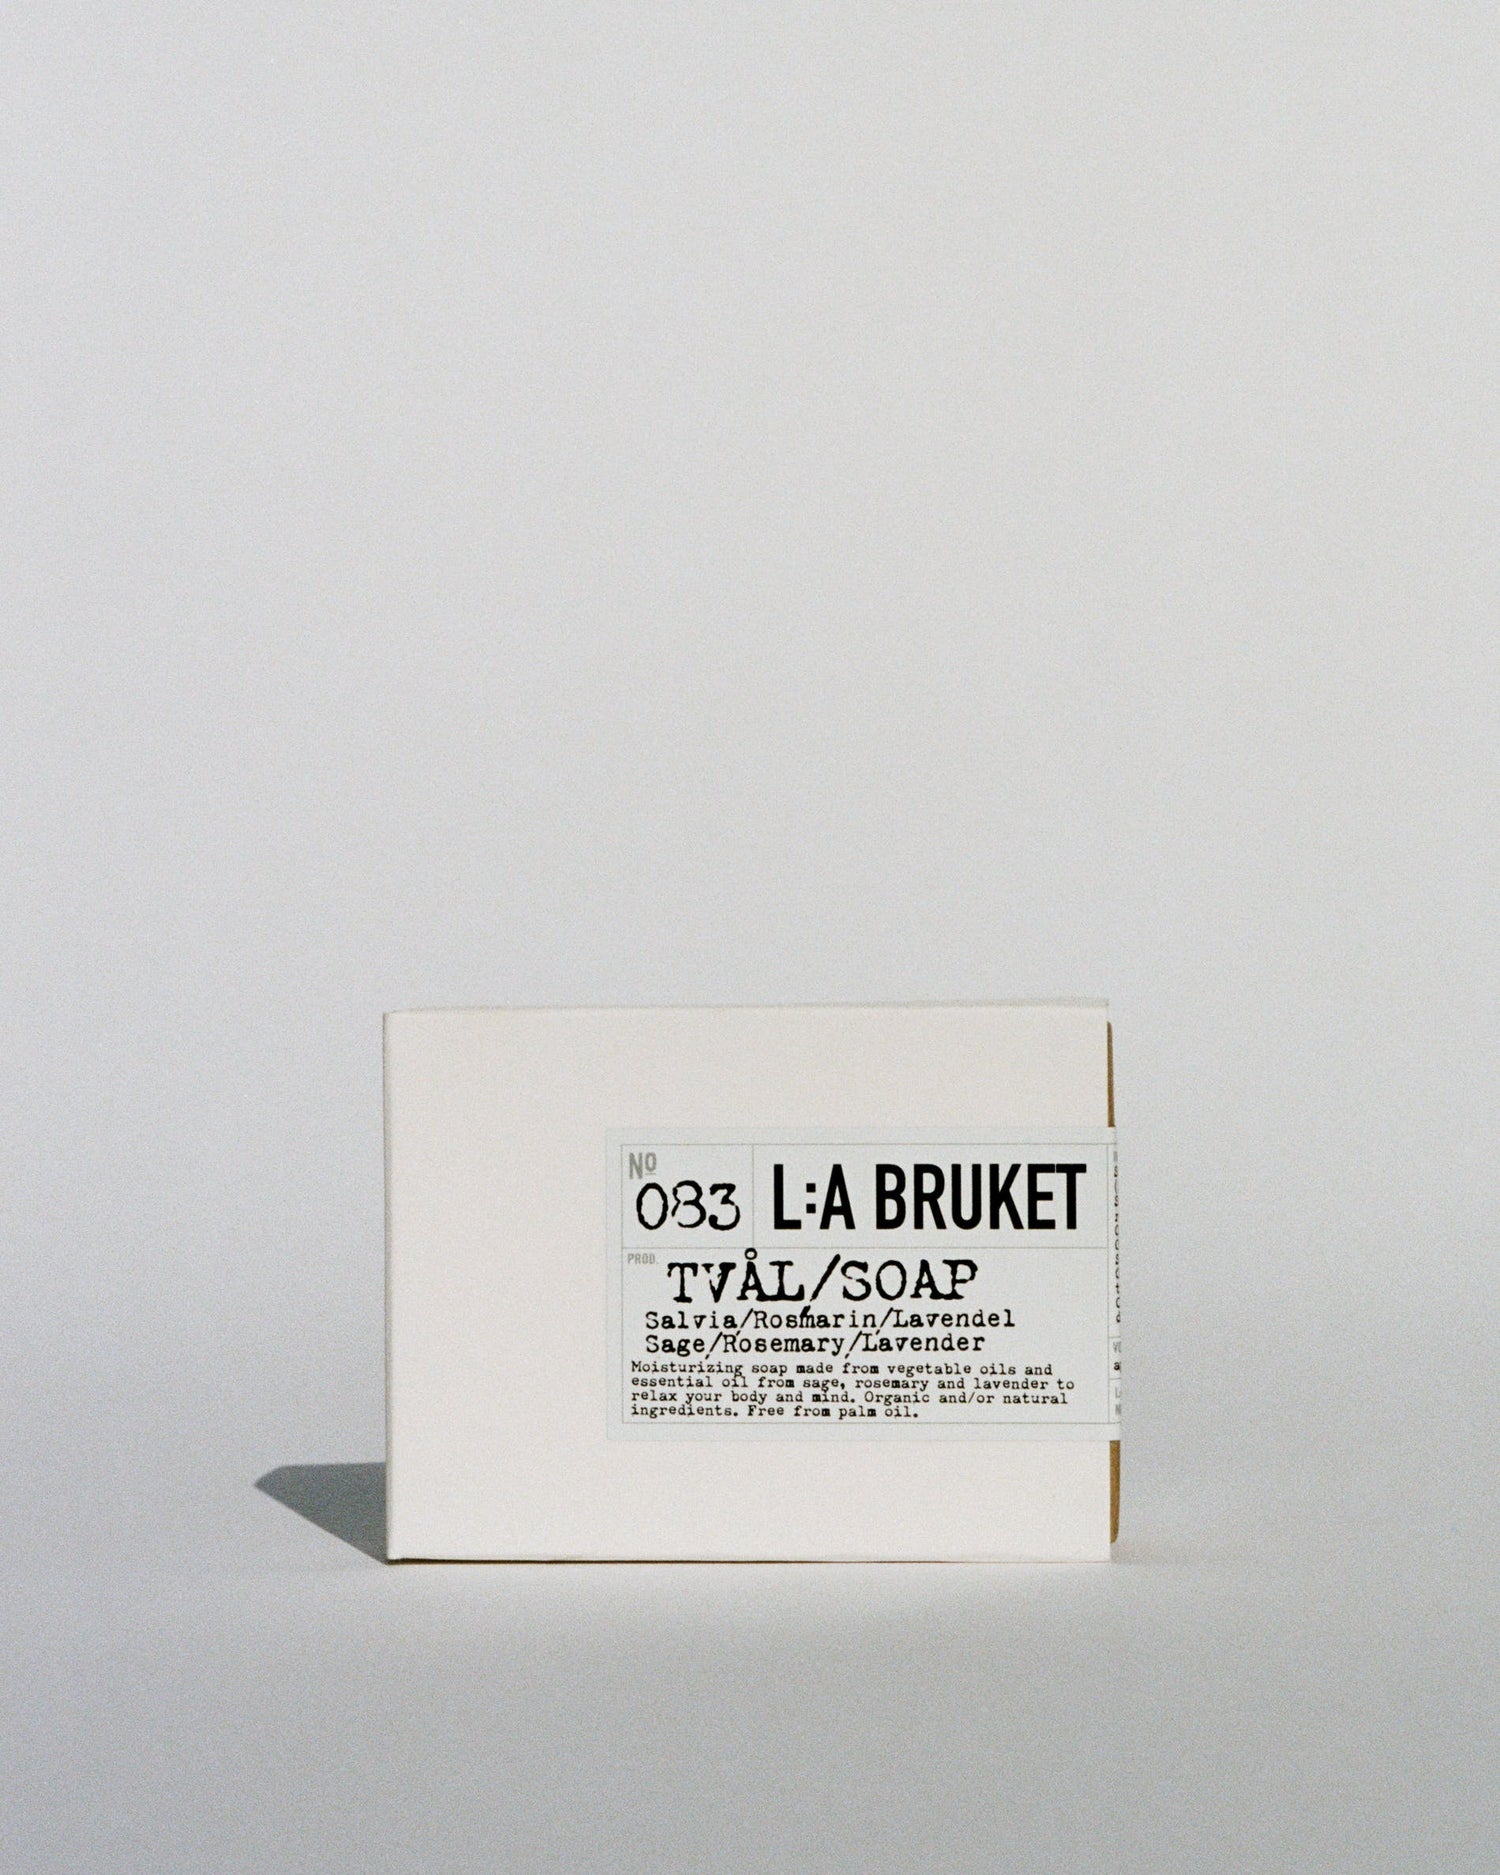 Nº
083
L:A BRUKET
PROD.
TVÅL/SOAP
Salvia/Rosmarin/Lavendel
Sage/Rosemary/Lavender
Moisturizing soap made from vegetable oils and
essential oil from sage, rosemary and lavender to
relax your body and mind. Organic and/or natural
ingredients. Free from palm oil.